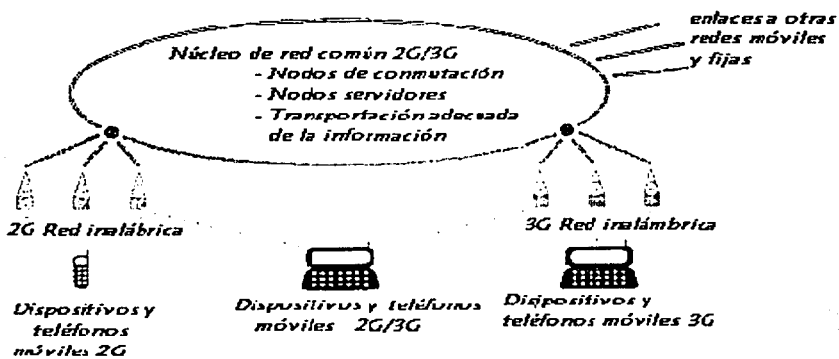 enlaces a otras
redes móviles
y fijas
Núcleo de red común 2G/3G
- Nodos de conmutación
- Nodos servidores
- Transportación adecuada
de la información
2G Red inalábrica
3G Red inalámbrica
Dispositivos y
teléfonos
móviles 2G
Dispositivos y teléfonos
móviles 2G/3G
Dispositivos y
teléfonos móviles 3G